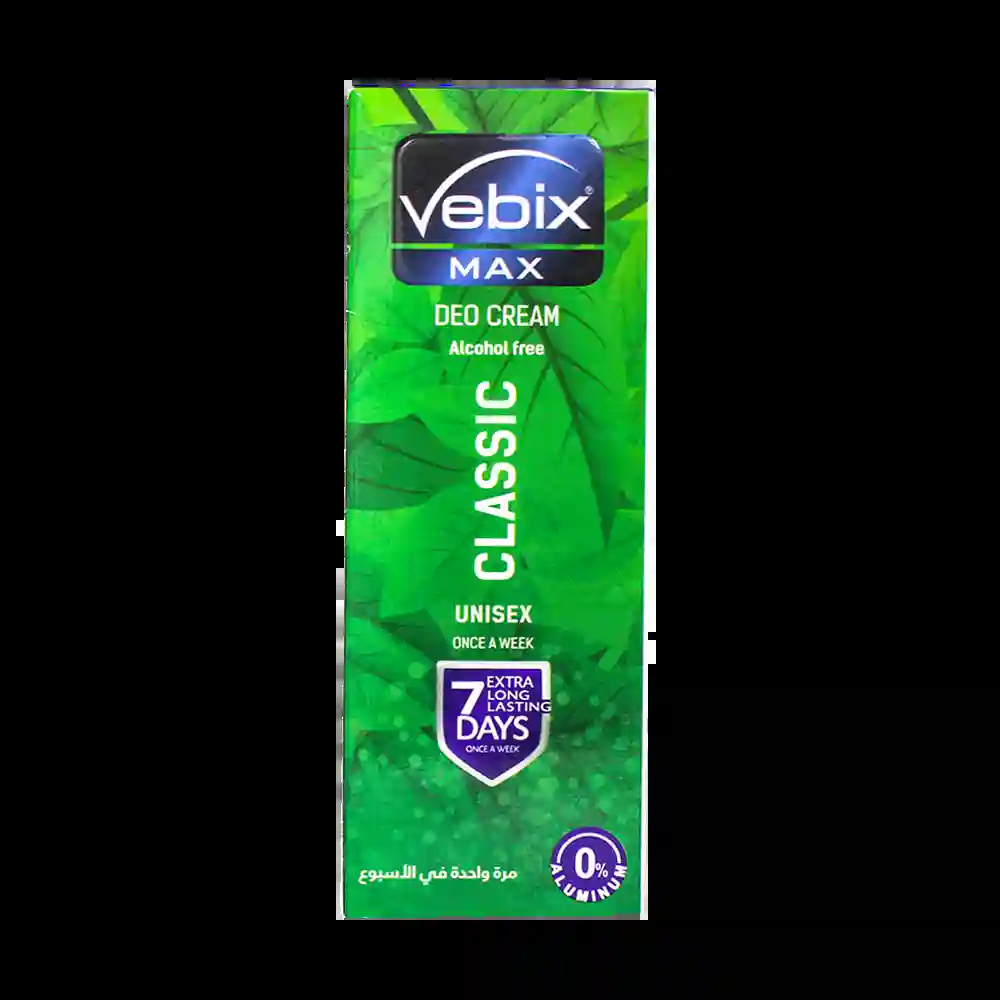 Vebix®
MAX
DEO CREAM
Alcohol free
CLASSIC
UNISEX
ONCE A WEEK
7 EXTRA
LONG
LASTING
DAYS
ONCE A WEEK
مرة واحدة في الأسبوع
0%
ALUMINUM